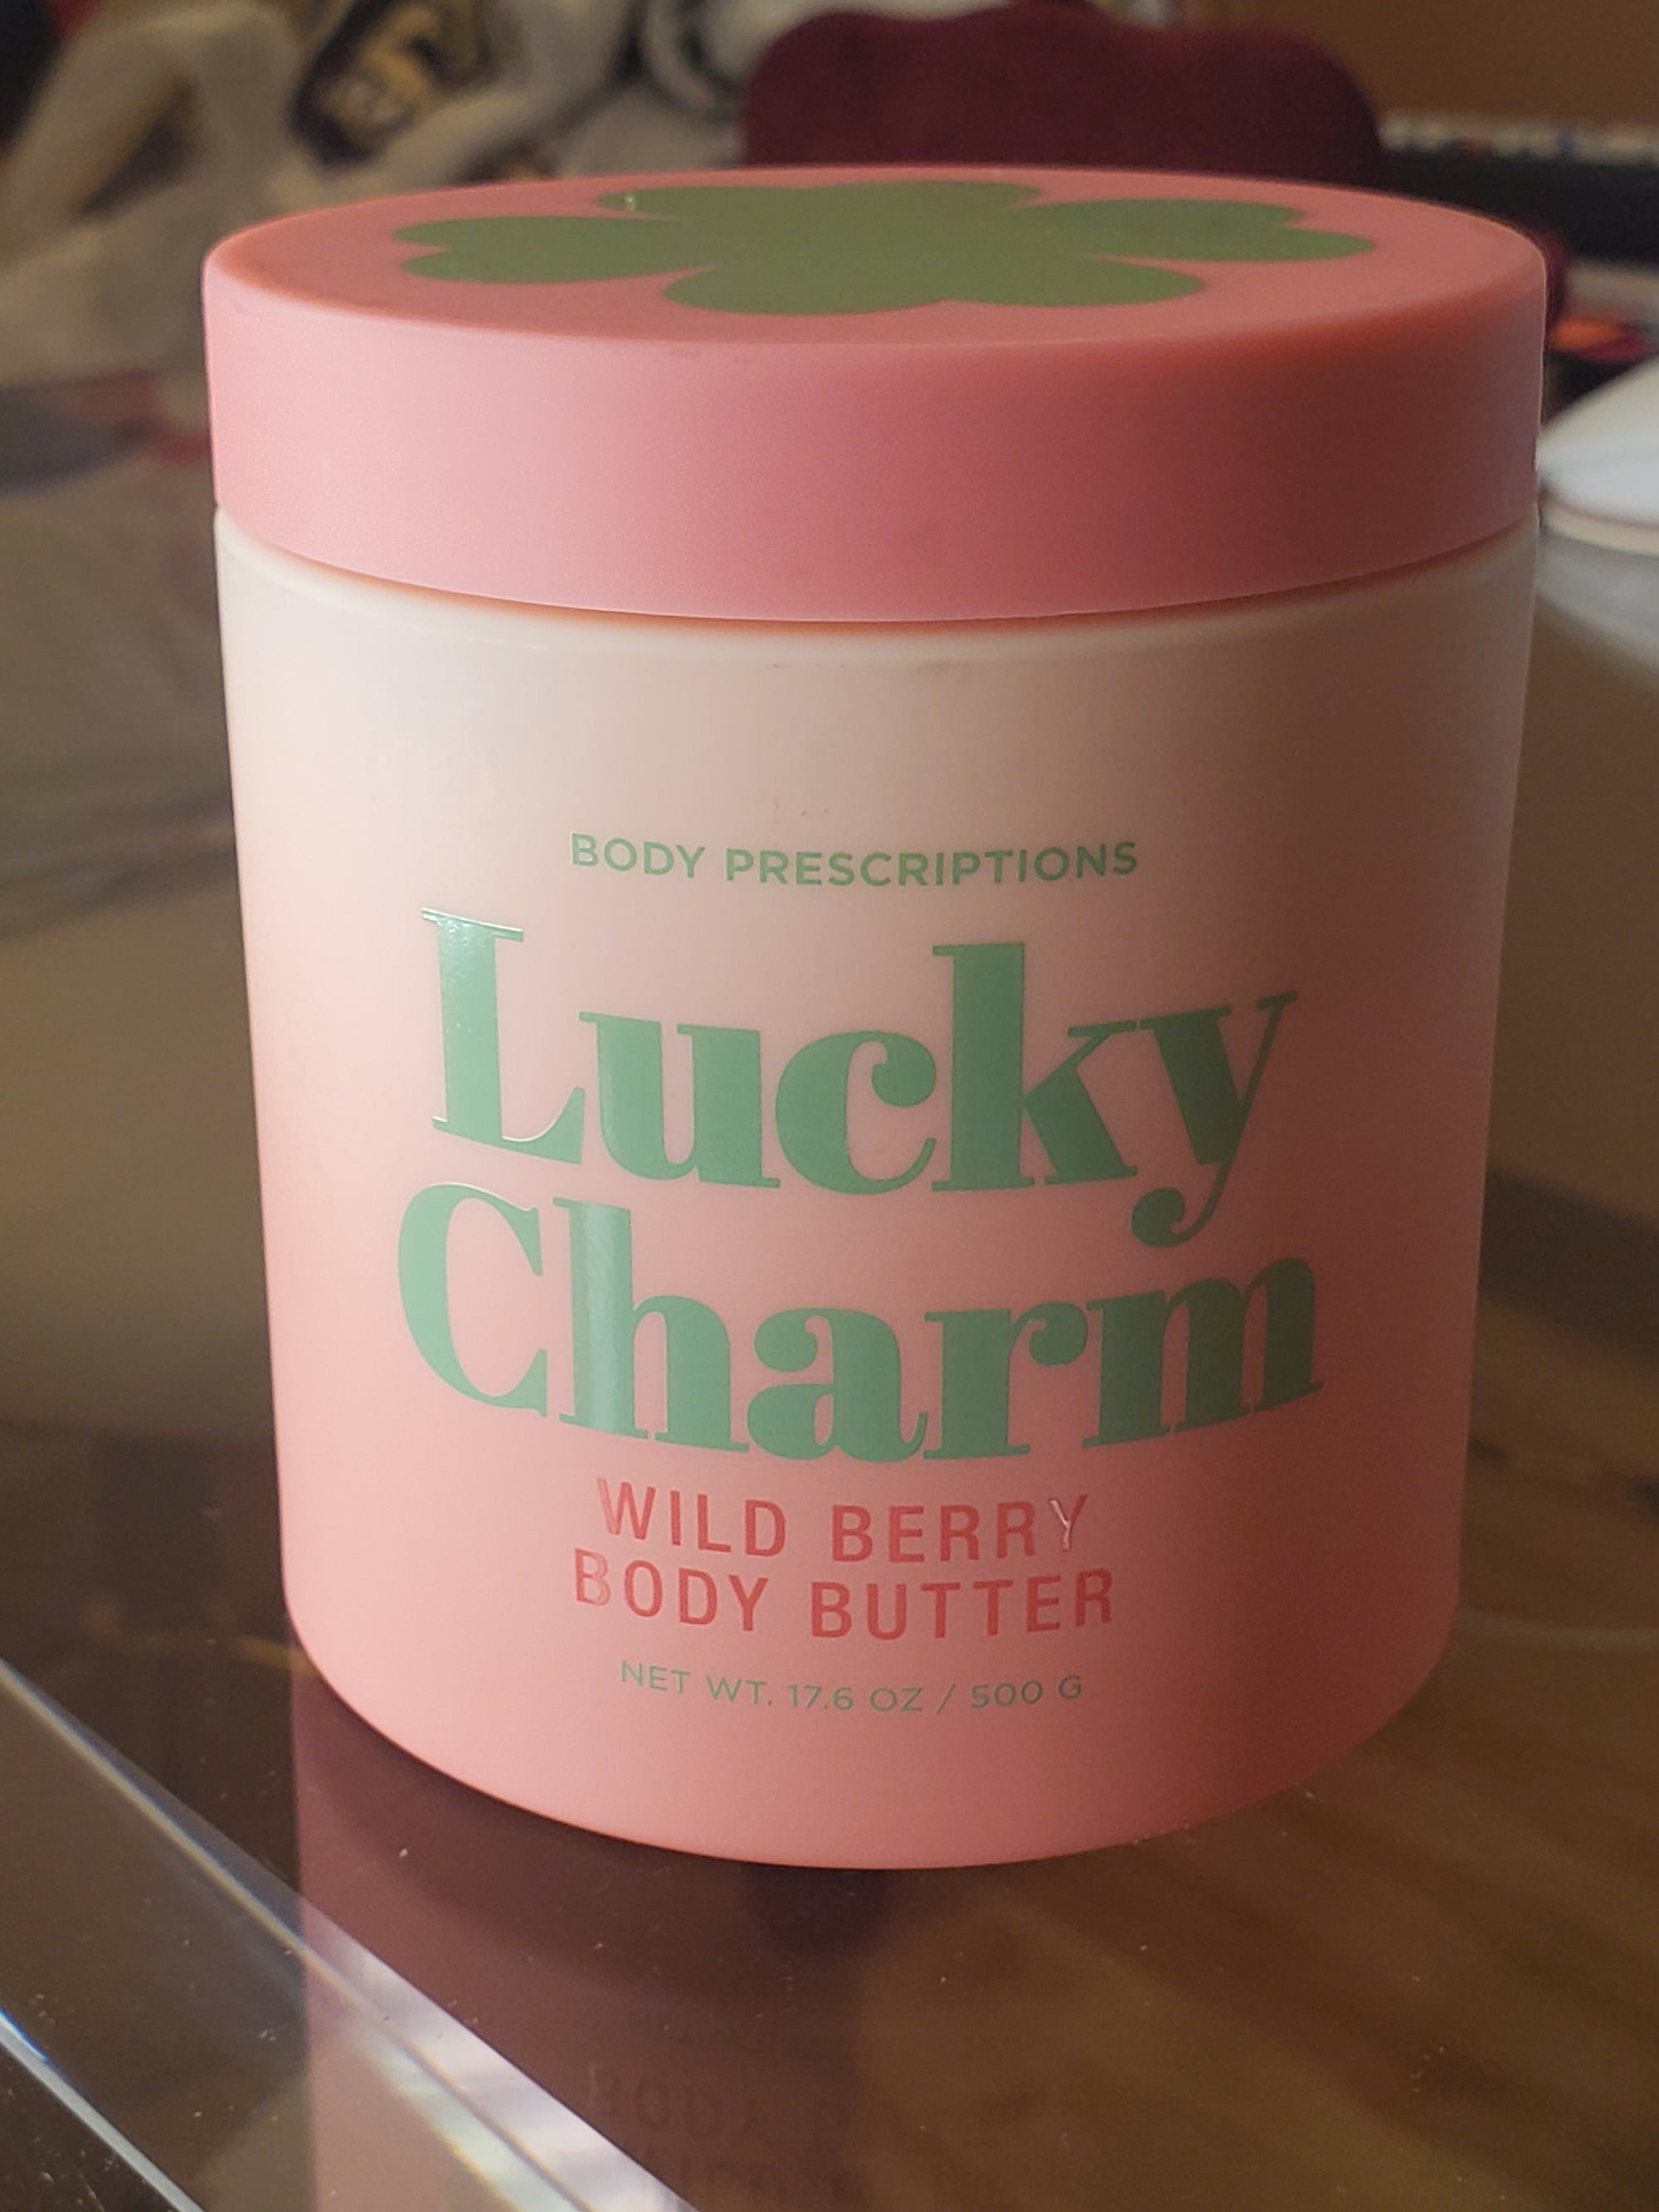 BODY PRESCRIPTIONS
Lucky
Charm
WILD BERRY
BODY BUTTER
NET WT. 17.6 OZ / 500 G